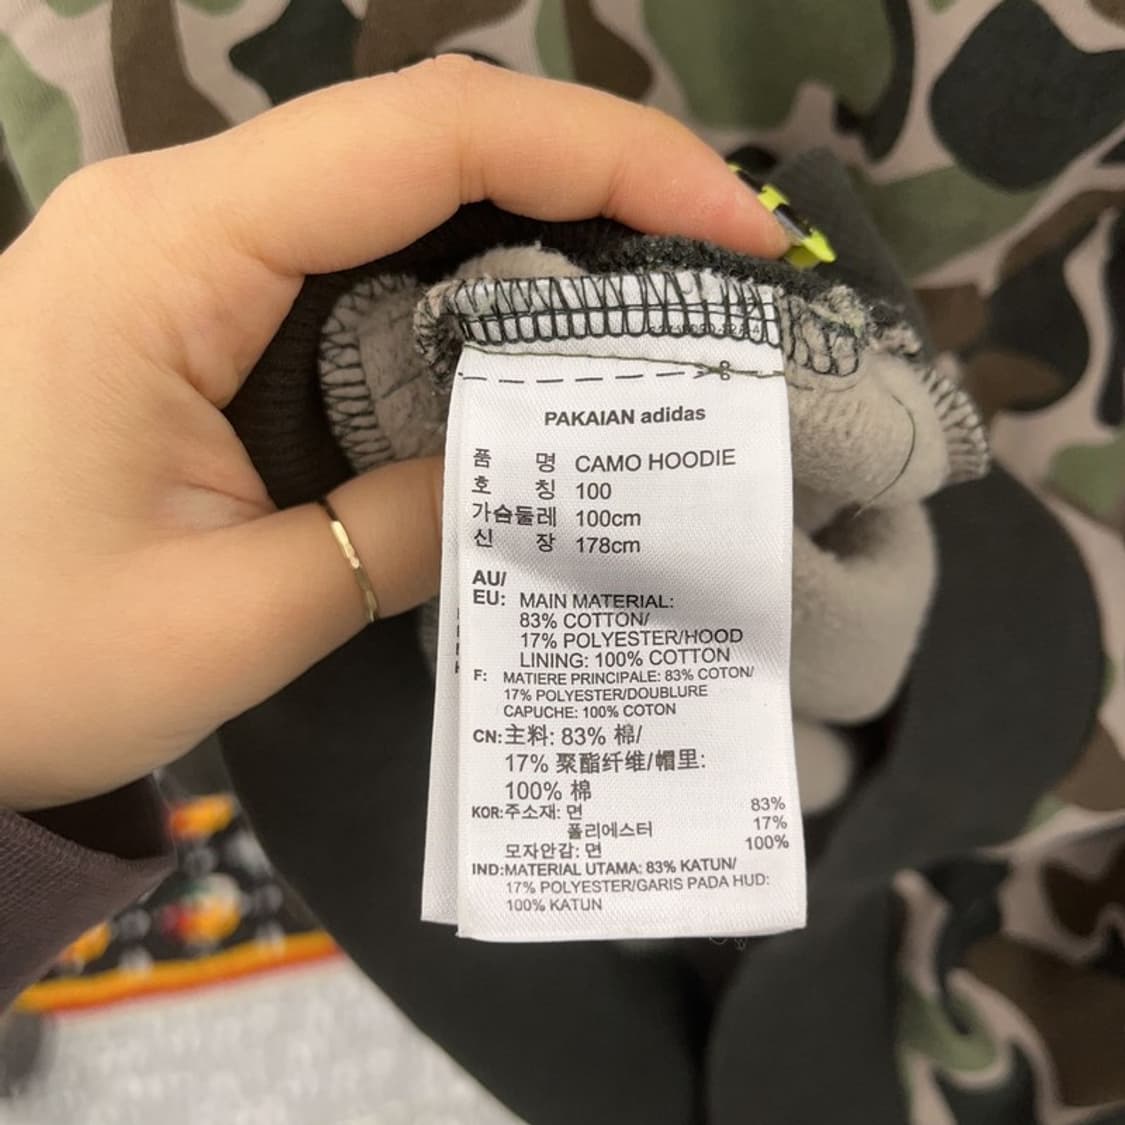 PAKAIAN adidas
품 명 CAMO HOODIE
호 칭 100
가슴둘레 100cm
신 장 178cm
AU/
EU: MAIN MATERIAL:
83% COTTON/
17% POLYESTER/HOOD
LINING: 100% COTTON
F: MATIERE PRINCIPALE: 83% COTON/
17% POLYESTER/DOUBLURE
CAPUCHE: 100% COTON
CN:主料: 83% 棉/
17% 聚酯纤维/帽里:
100% 棉
KOR:주소재: 면 83%
폴리에스터 17%
모자안감: 면 100%
IND:MATERIAL UTAMA: 83% KATUN/
17% POLYESTER/GARIS PADA HUD:
100% KATUN